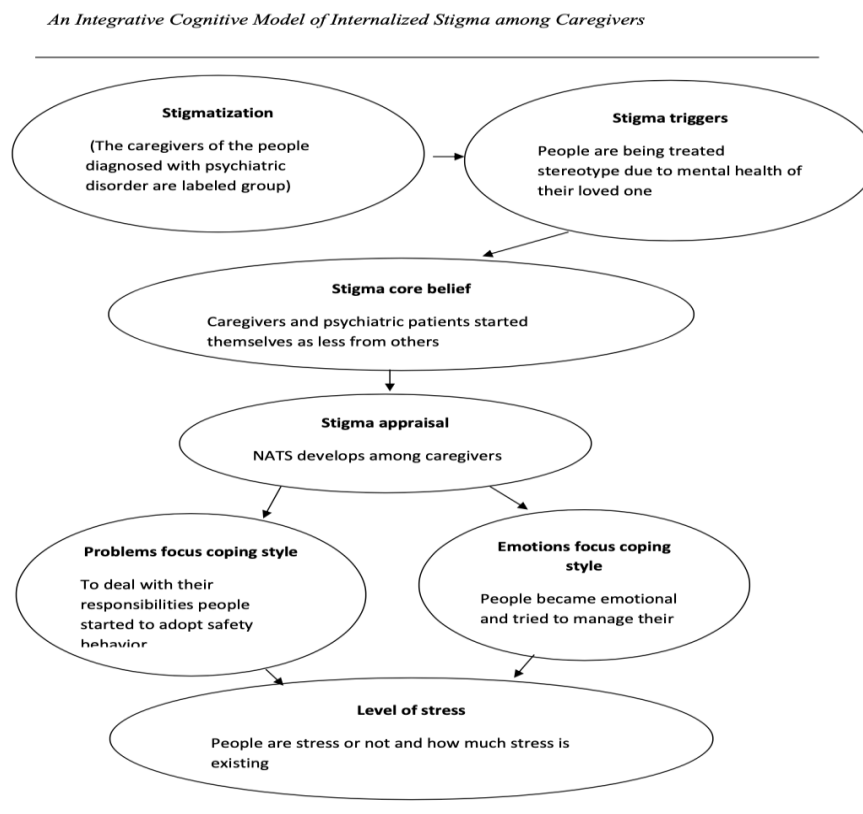 An Integrative Cognitive Model of Internalized Stigma among Caregivers
Stigmatization
(The caregivers of the people
diagnosed with psychiatric
disorder are labeled group)
Stigma triggers
People are being treated
stereotype due to mental health of
their loved one
Stigma core belief
Caregivers and psychiatric patients started
themselves as less from others
Stigma appraisal
NATS develops among caregivers
Problems focus coping style
To deal with their
responsibilities people
started to adopt safety
behavior
Emotions focus coping
style
People became emotional
and tried to manage their
Level of stress
People are stress or not and how much stress is
existing